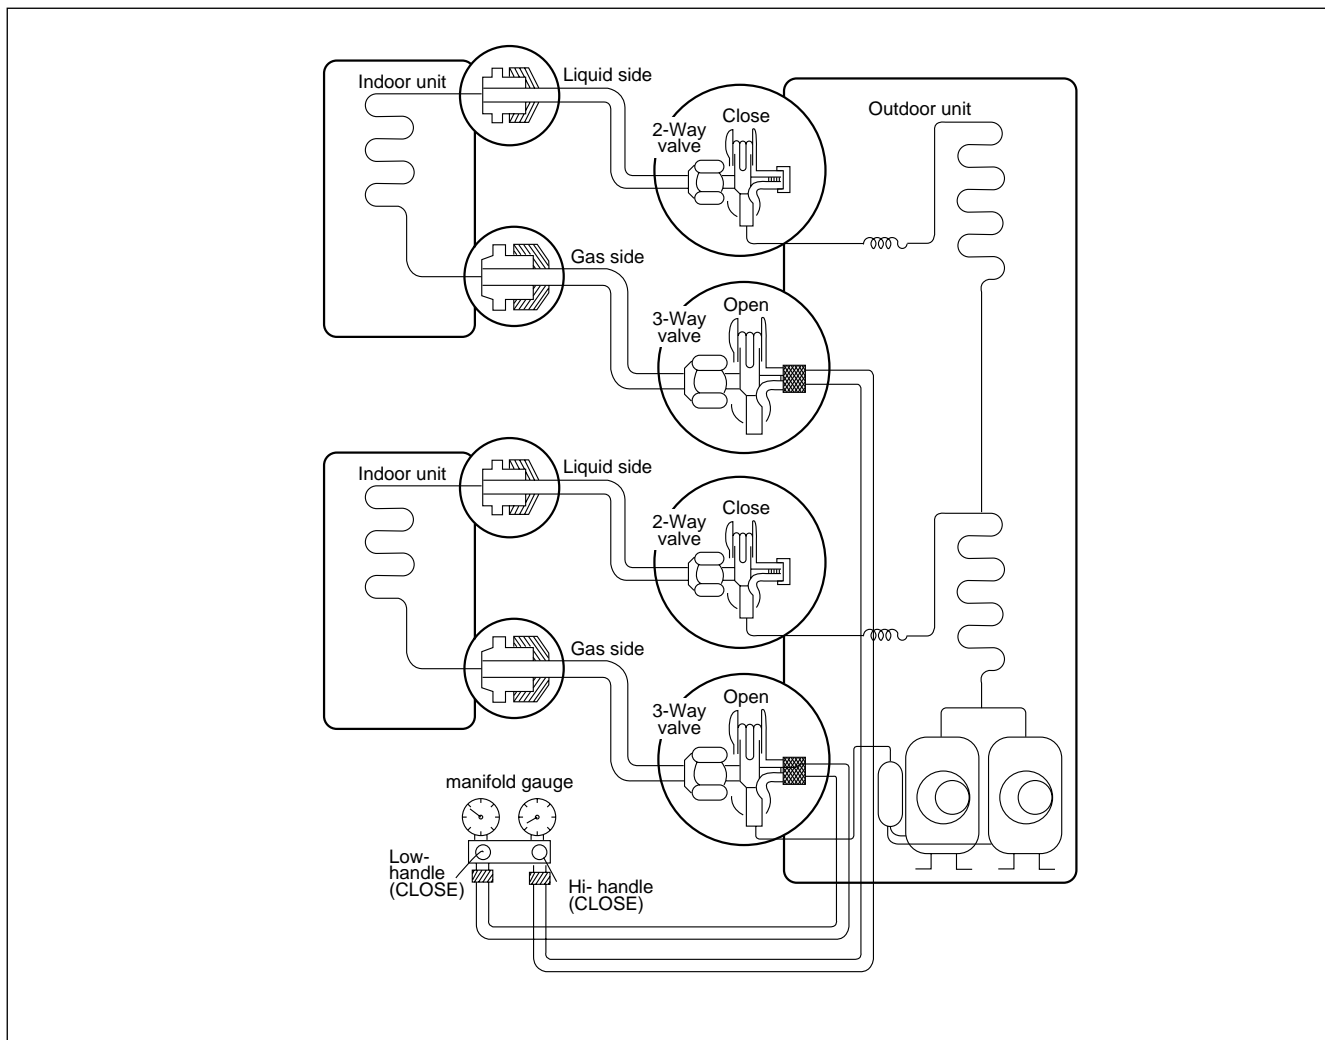 Indoor unit
Liquid side
2-Way
valve
Close
Outdoor unit
Gas side
3-Way
valve
Open
Indoor unit
Liquid side
2-Way
valve
Close
Gas side
3-Way
valve
Open
manifold gauge
Low-
handle
(CLOSE)
Hi- handle
(CLOSE)